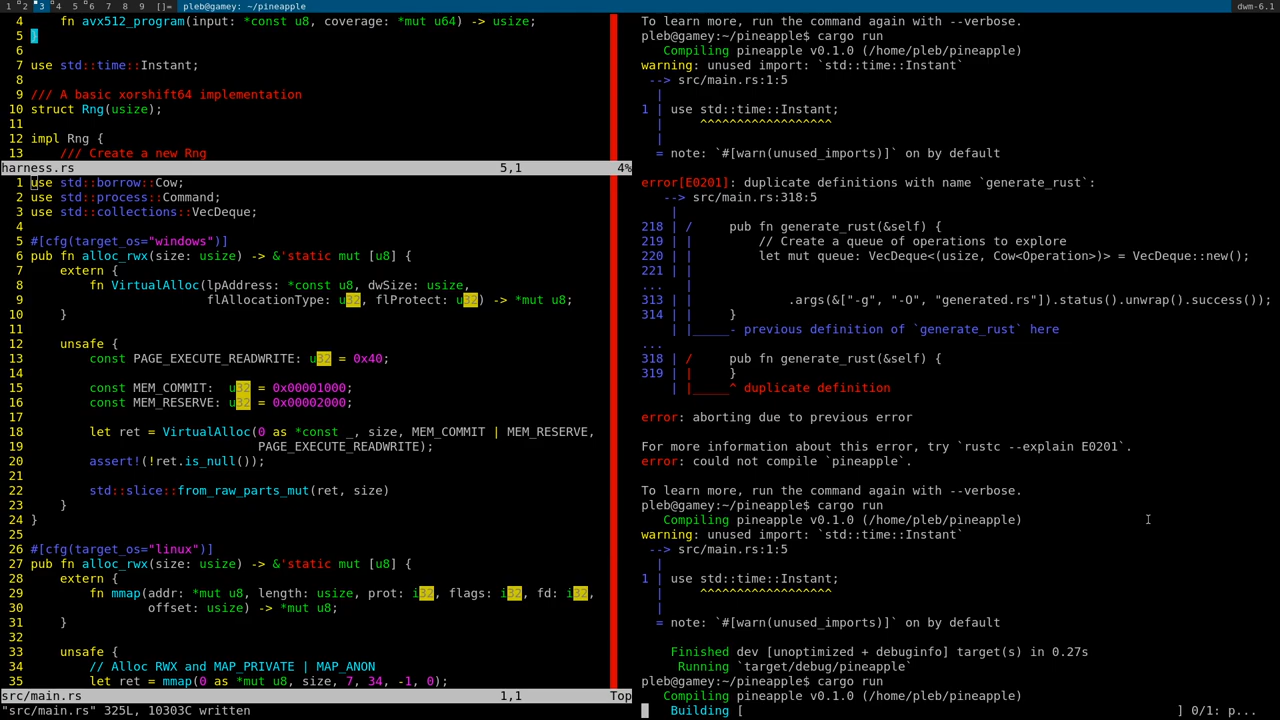 1 2 3 4 5 6 7 8 9 []= pleb@gamey: ~/pineapple dwm-6.1
4     fn avx512_program(input: *const u8, coverage: *mut u64) -> usize;
5 }
6
7 use std::time::Instant;
8
9 /// A basic xorshift64 implementation
10 struct Rng(usize);
11
12 impl Rng {
13     /// Create a new Rng
harness.rs 5,1 4%
1 use std::borrow::Cow;
2 use std::process::Command;
3 use std::collections::VecDeque;
4
5 #[cfg(target_os="windows")]
6 pub fn alloc_rwx(size: usize) -> &'static mut [u8] {
7     extern {
8         fn VirtualAlloc(lpAddress: *const u8, dwSize: usize,
9                         flAllocationType: u32, flProtect: u32) -> *mut u8;
10     }
11
12     unsafe {
13         const PAGE_EXECUTE_READWRITE: u32 = 0x40;
14
15         const MEM_COMMIT:  u32 = 0x00001000;
16         const MEM_RESERVE: u32 = 0x00002000;
17
18         let ret = VirtualAlloc(0 as *const _, size, MEM_COMMIT | MEM_RESERVE,
19                                PAGE_EXECUTE_READWRITE);
20         assert!(!ret.is_null());
21
22         std::slice::from_raw_parts_mut(ret, size)
23     }
24 }
25
26 #[cfg(target_os="linux")]
27 pub fn alloc_rwx(size: usize) -> &'static mut [u8] {
28     extern {
29         fn mmap(addr: *mut u8, length: usize, prot: i32, flags: i32, fd: i32,
30                 offset: usize) -> *mut u8;
31     }
32
33     unsafe {
34         // Alloc RWX and MAP_PRIVATE | MAP_ANON
35         let ret = mmap(0 as *mut u8, size, 7, 34, -1, 0);
src/main.rs 1,1 Top
"src/main.rs" 325L, 10303C written
To learn more, run the command again with --verbose.
pleb@gamey:~/pineapple$ cargo run
   Compiling pineapple v0.1.0 (/home/pleb/pineapple)
warning: unused import: `std::time::Instant`
 --> src/main.rs:1:5
  |
1 | use std::time::Instant;
  |     ^^^^^^^^^^^^^^^^^^
  |
  = note: `#[warn(unused_imports)]` on by default
error[E0201]: duplicate definitions with name `generate_rust`:
   --> src/main.rs:318:5
    |
218 | /     pub fn generate_rust(&self) {
219 | |         // Create a queue of operations to explore
220 | |         let mut queue: VecDeque<(usize, Cow<Operation>)> = VecDeque::new();
221 | |
... |
313 | |             .args(&["-g", "-O", "generated.rs"]).status().unwrap().success());
314 | |     }
    | |_____- previous definition of `generate_rust` here
...
318 | /     pub fn generate_rust(&self) {
319 | |     }
    | |_____^ duplicate definition
error: aborting due to previous error
For more information about this error, try `rustc --explain E0201`.
error: could not compile `pineapple`.
To learn more, run the command again with --verbose.
pleb@gamey:~/pineapple$ cargo run
   Compiling pineapple v0.1.0 (/home/pleb/pineapple)
warning: unused import: `std::time::Instant`
 --> src/main.rs:1:5
  |
1 | use std::time::Instant;
  |     ^^^^^^^^^^^^^^^^^^
  |
  = note: `#[warn(unused_imports)]` on by default
    Finished dev [unoptimized + debuginfo] target(s) in 0.27s
     Running `target/debug/pineapple`
pleb@gamey:~/pineapple$ cargo run
   Compiling pineapple v0.1.0 (/home/pleb/pineapple)
    Building [ ] 0/1: p...